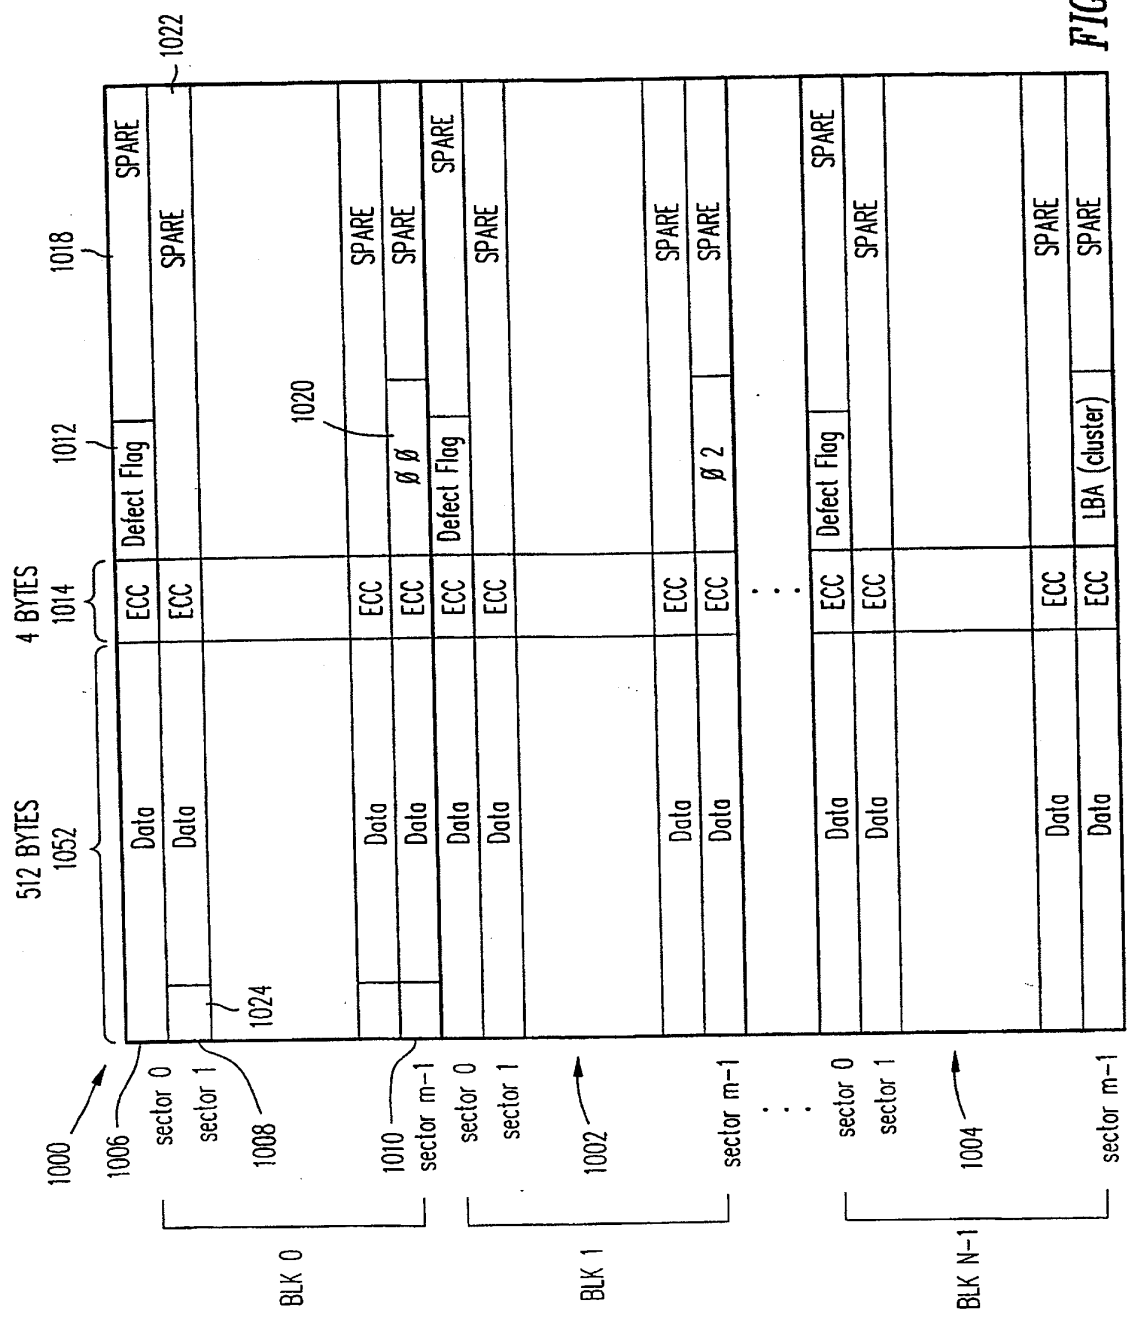 512 BYTES
1052
4 BYTES
1014
1012
1018
1022
1000
1006
BLK 0
sector 0
Data
ECC
Defect Flag
SPARE
sector 1
Data
ECC
SPARE
1008
1024
Data
ECC
SPARE
1010
sector m-1
Data
ECC
ØØ
1020
SPARE
BLK 1
sector 0
Data
ECC
Defect Flag
SPARE
sector 1
Data
ECC
SPARE
1002
Data
ECC
SPARE
sector m-1
Data
ECC
Ø2
SPARE
. . .
. . .
BLK N-1
sector 0
Data
ECC
Defect Flag
SPARE
sector 1
Data
ECC
SPARE
1004
Data
ECC
SPARE
sector m-1
Data
ECC
LBA (cluster)
SPARE
FIG